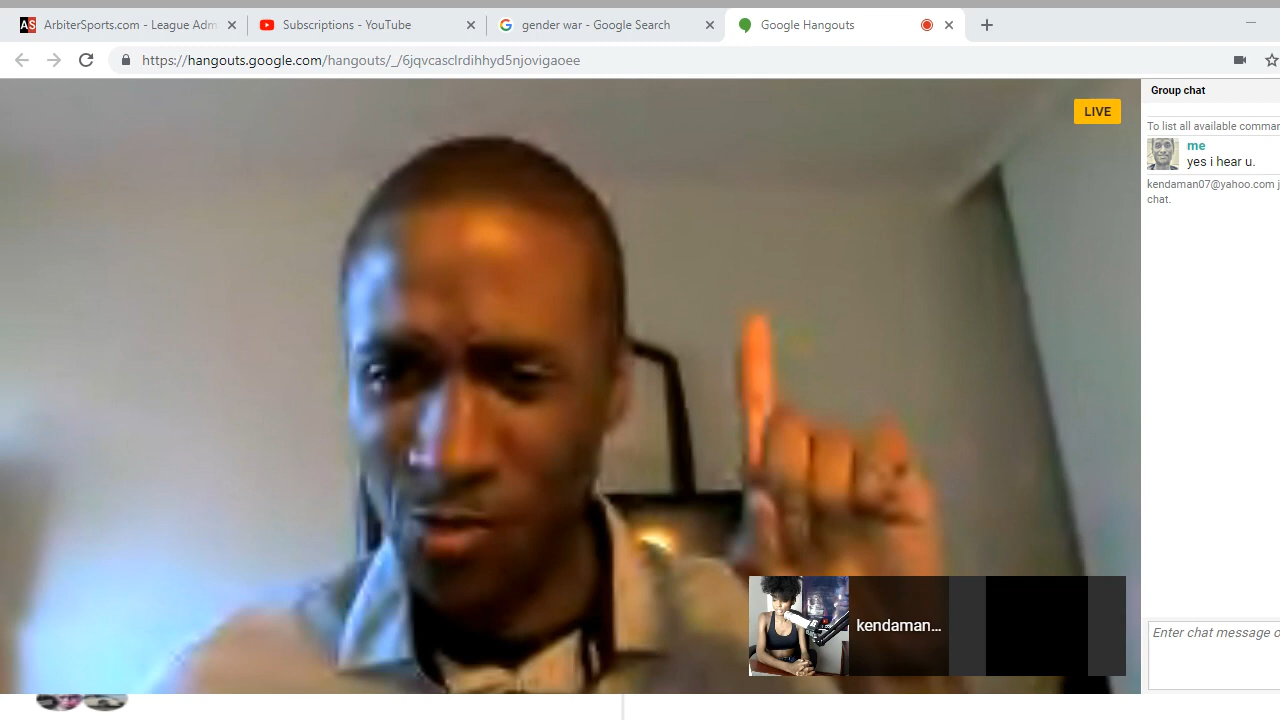 AS ArbiterSports.com - League Adm
Subscriptions - YouTube
gender war - Google Search
Google Hangouts
https://hangouts.google.com/hangouts/_/6jqvcasclrdihhyd5njovigaoee
LIVE
Group chat
To list all available comman
me
yes i hear u.
kendaman07@yahoo.com j
chat.
kendaman...
Enter chat message o